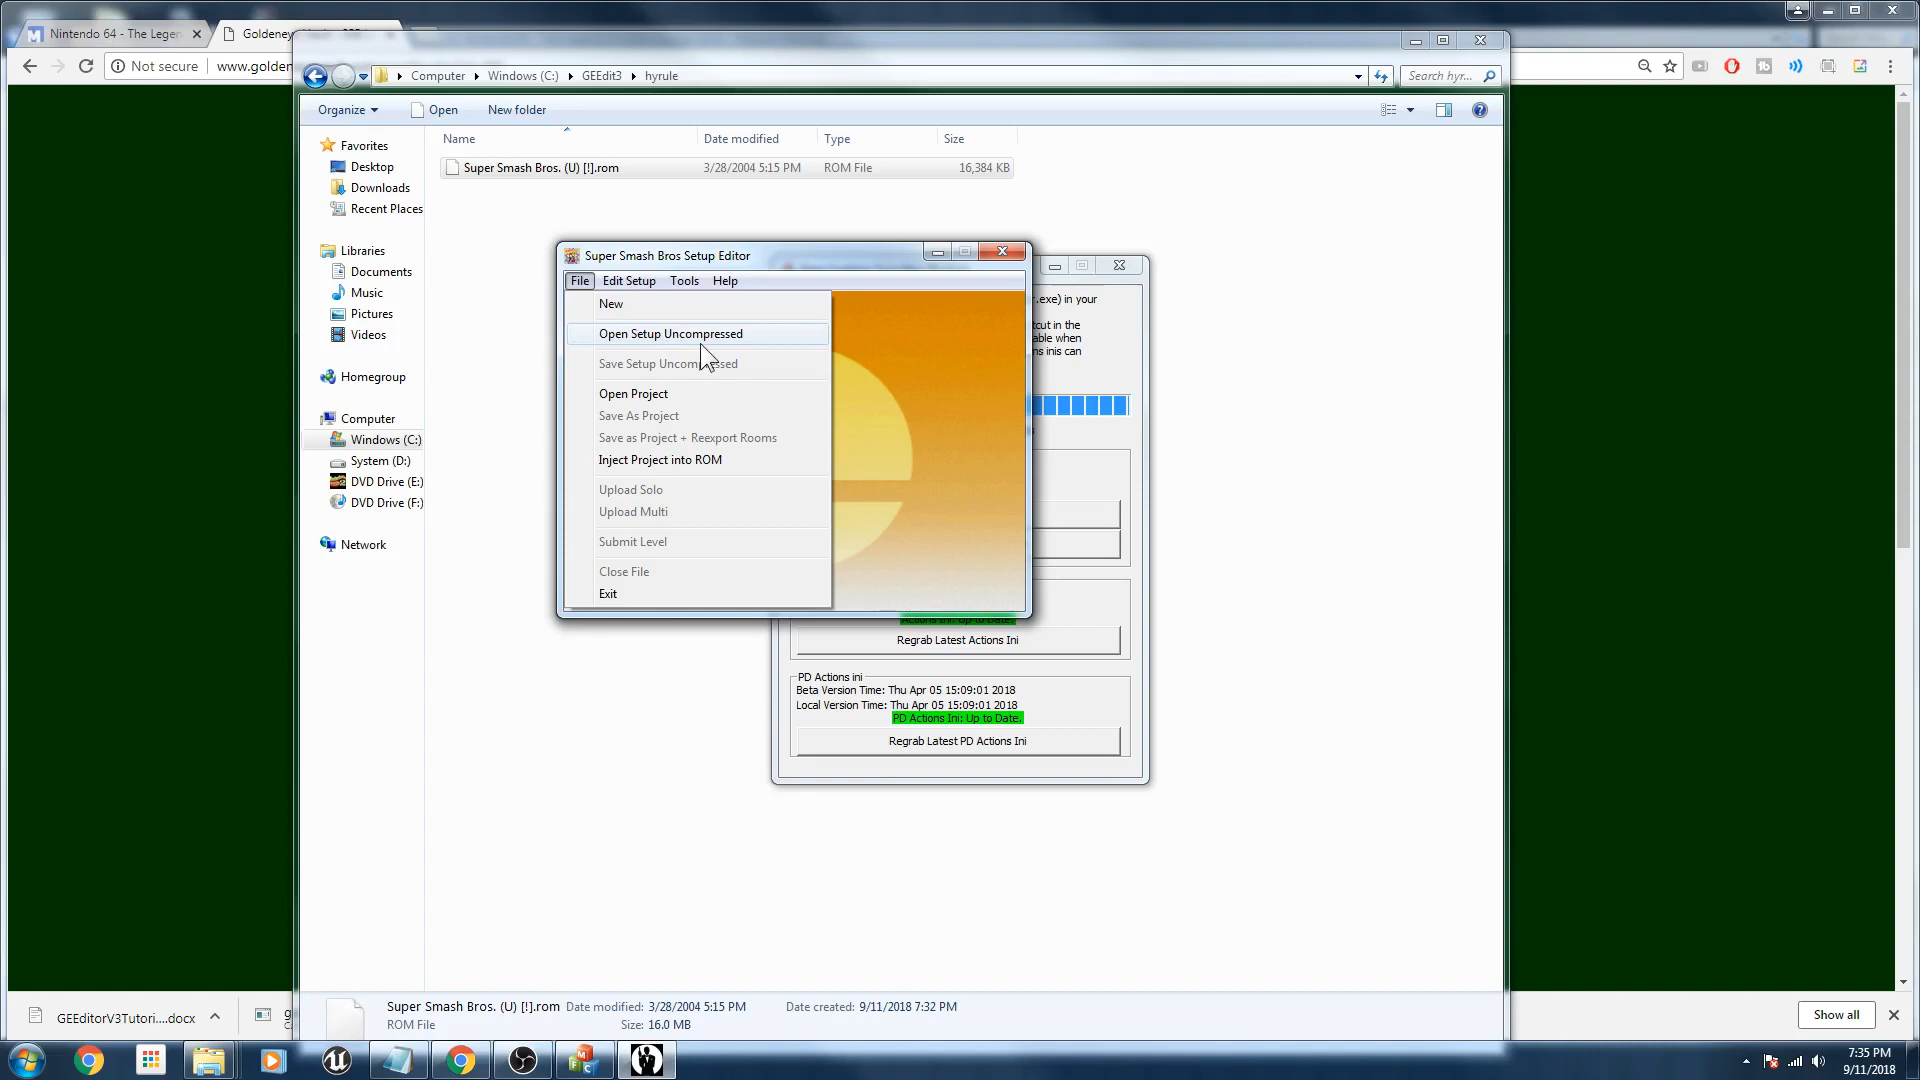 Nintendo 64 - The Legen
Goldeney
Not secure
www.golden
Computer
Windows (C:)
GEEdit3
hyrule
Search hyr...
Organize
Open
New folder
Name
Date modified
Type
Size
Super Smash Bros. (U) [!].rom
3/28/2004 5:15 PM
ROM File
16,384 KB
Favorites
Desktop
Downloads
Recent Places
Libraries
Documents
Music
Pictures
Videos
Homegroup
Computer
Windows (C:)
System (D:)
DVD Drive (E:)
DVD Drive (F:)
Network
Super Smash Bros Setup Editor
File
Edit Setup
Tools
Help
New
Open Setup Uncompressed
Save Setup Uncompressed
Open Project
Save As Project
Save as Project + Reexport Rooms
Inject Project into ROM
Upload Solo
Upload Multi
Submit Level
Close File
Exit
.exe) in your
tcut in the
able when
ns inis can
Actions Ini: Up to Date.
Regrab Latest Actions Ini
PD Actions ini
Beta Version Time: Thu Apr 05 15:09:01 2018
Local Version Time: Thu Apr 05 15:09:01 2018
PD Actions Ini: Up to Date.
Regrab Latest PD Actions Ini
Super Smash Bros. (U) [!].rom
Date modified: 3/28/2004 5:15 PM
Date created: 9/11/2018 7:32 PM
ROM File
Size: 16.0 MB
GEEditorV3Tutori....docx
Show all
7:35 PM
9/11/2018